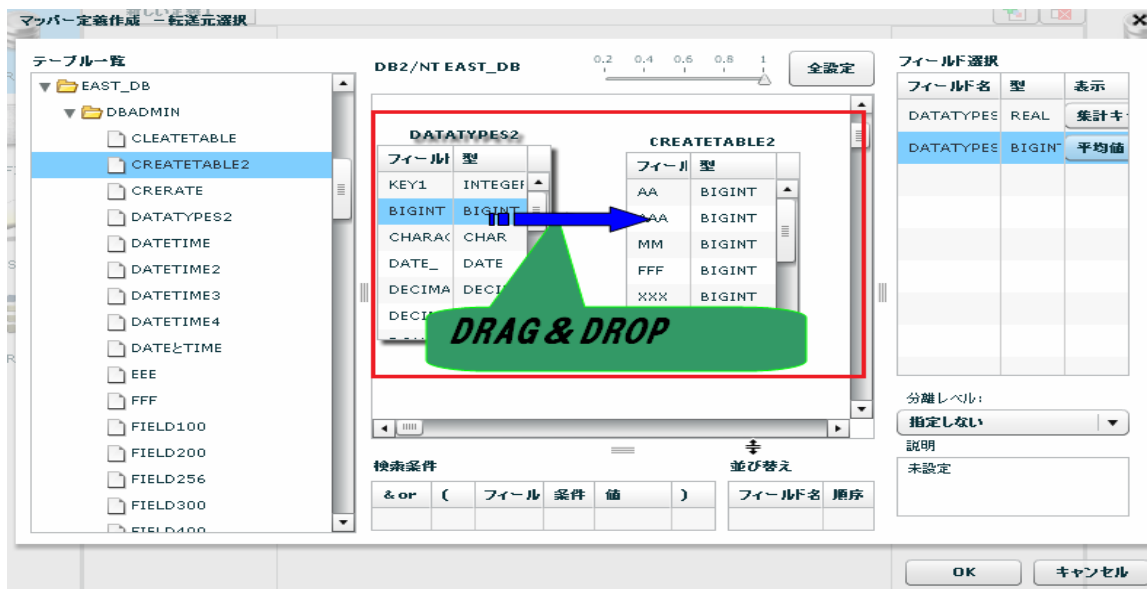 マッパー定義作成 －転送元選択
テーブル一覧
EAST_DB
DBADMIN
CLEATETABLE
CREATETABLE2
CRERATE
DATATYPES2
DATETIME
DATETIME2
DATETIME3
DATETIME4
DATEとTIME
EEE
FFF
FIELD100
FIELD200
FIELD256
FIELD300
FIELD400
DB2/NT EAST_DB
0.2 0.4 0.6 0.8 1
全設定
DATATYPES2
フィールド 型
KEY1 INTEGER
BIGINT BIGINT
CHARAC CHAR
DATE_ DATE
DECIMA DECI
DECI
CREATETABLE2
フィール 型
AA BIGINT
AAA BIGINT
MM BIGINT
FFF BIGINT
XXX BIGINT
DRAG & DROP
検索条件
& or ( フィール 条件 値 )
並び替え
フィールド名 順序
フィールド選択
フィールド名 型 表示
DATATYPES REAL 集計キ
DATATYPES BIGIN 平均値
分離レベル:
指定しない
説明
未設定
OK キャンセル